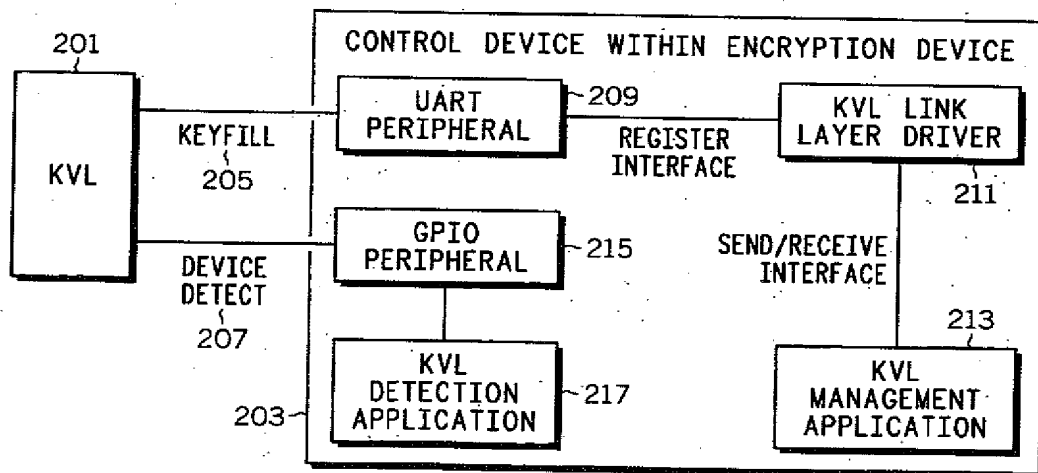 CONTROL DEVICE WITHIN ENCRYPTION DEVICE
201
KVL
KEYFILL
205
DEVICE
DETECT
207
203
UART
PERIPHERAL
209
REGISTER
INTERFACE
KVL LINK
LAYER DRIVER
211
GPIO
PERIPHERAL
215
SEND/RECEIVE
INTERFACE
KVL
DETECTION
APPLICATION
217
213
KVL
MANAGEMENT
APPLICATION